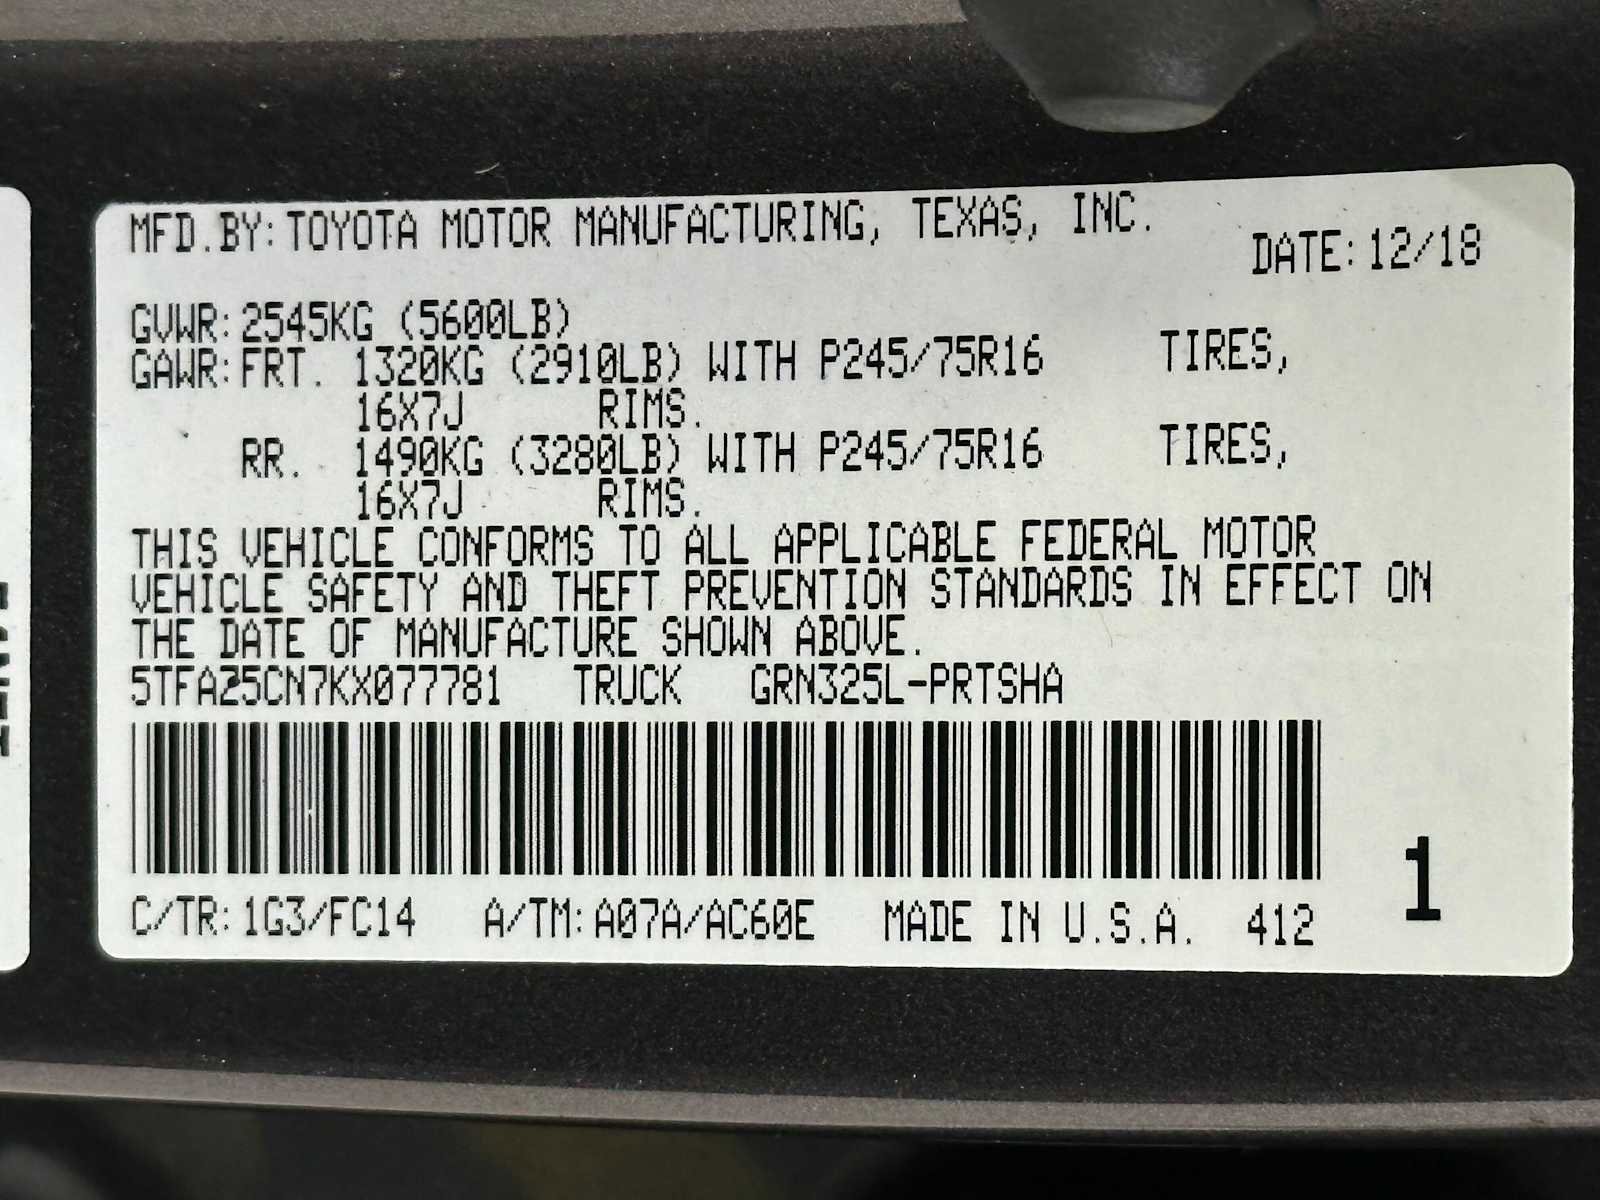 MFD.BY: TOYOTA MOTOR MANUFACTURING, TEXAS, INC.
DATE: 12/18
GVWR: 2545KG (5600LB)
GAWR: FRT. 1320KG (2910LB) WITH P245/75R16 TIRES,
16X7J RIMS.
RR. 1490KG (3280LB) WITH P245/75R16 TIRES,
16X7J RIMS.
THIS VEHICLE CONFORMS TO ALL APPLICABLE FEDERAL MOTOR
VEHICLE SAFETY AND THEFT PREVENTION STANDARDS IN EFFECT ON
THE DATE OF MANUFACTURE SHOWN ABOVE.
5TFAZ5CN7KX077781 TRUCK GRN325L-PRTSHA
C/TR: 1G3/FC14 A/TM: A07A/AC60E MADE IN U.S.A. 412
1